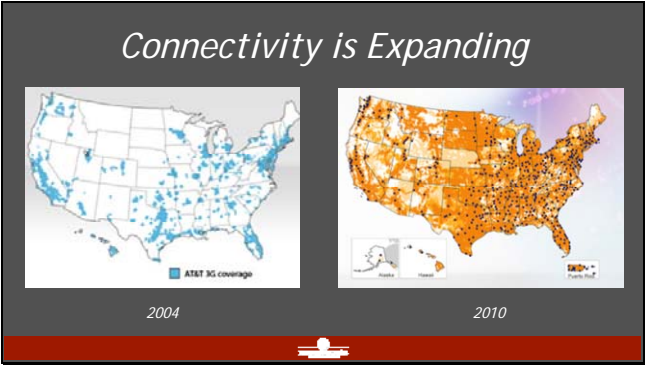 Connectivity is Expanding
AT&T 3G coverage
Alaska
Hawaii
Puerto Rico
2004
2010